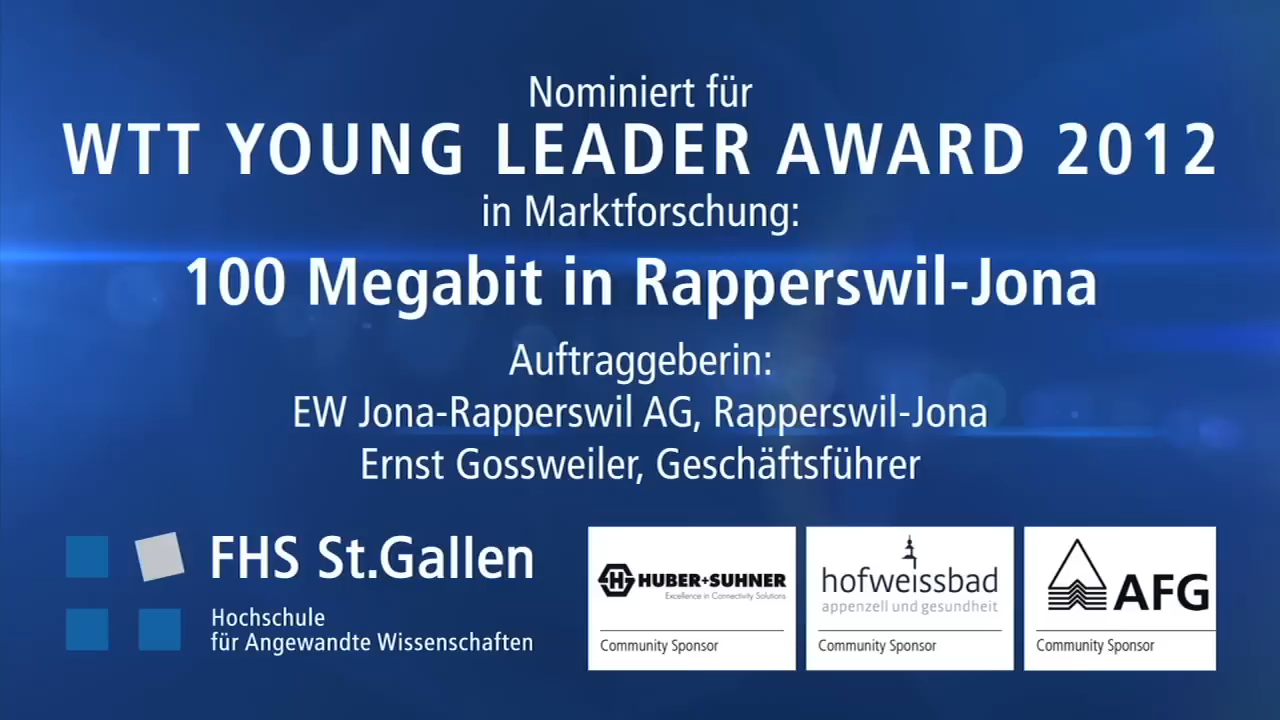 Nominiert für
WTT YOUNG LEADER AWARD 2012
in Marktforschung:
100 Megabit in Rapperswil-Jona
Auftraggeberin:
EW Jona-Rapperswil AG, Rapperswil-Jona
Ernst Gossweiler, Geschäftsführer
FHS St.Gallen
Hochschule
für Angewandte Wissenschaften
HUBER+SUHNER
Excellence in Connectivity Solutions
Community Sponsor
hofweissbad
appenzell und gesundheit
Community Sponsor
AFG
Community Sponsor